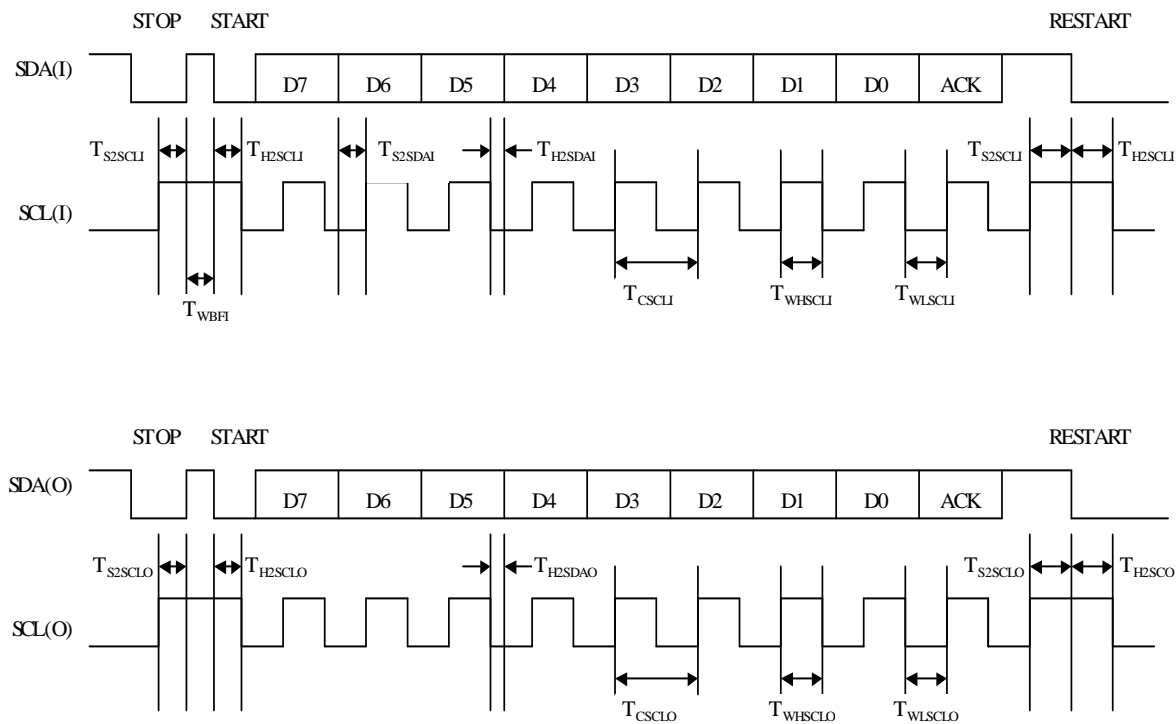 STOP START RESTART
SDA(I) D7 D6 D5 D4 D3 D2 D1 D0 ACK
TS2SCLI TH2SCLI TS2SDAI TH2SDAI TS2SCLI TH2SCLI
SCL(I)
TCSCLI TWHSCLI TWLSCLI
TWBFI
STOP START RESTART
SDA(O) D7 D6 D5 D4 D3 D2 D1 D0 ACK
TS2SCLO TH2SCLO TH2SDAO TS2SCLO TH2SCO
SCL(O)
TCSCLO TWHSCLO TWLSCLO